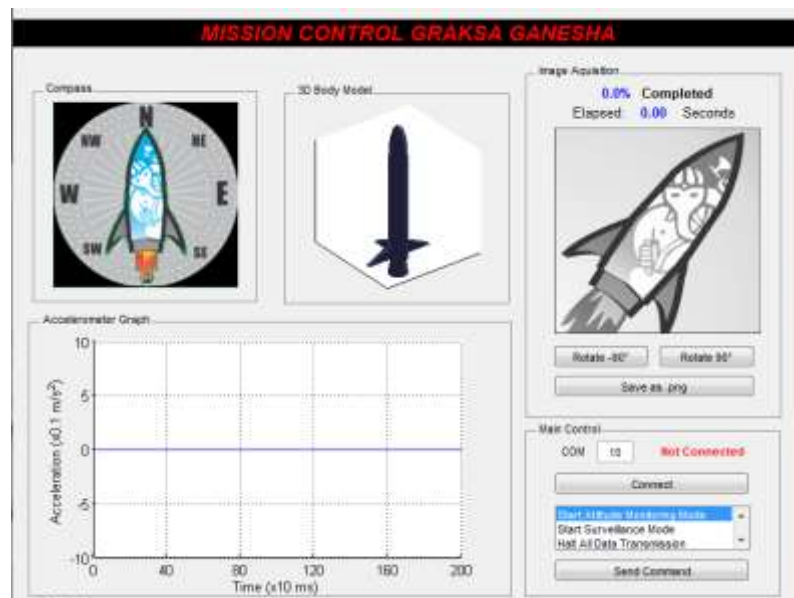 MISSION CONTROL GRAKSA GANESHA
Compass
N
NW
NE
W
E
SW
SS
3D Body Model
Image Aquisition
0.0% Completed
Elapsed: 0.00 Seconds
Rotate -90°
Rotate 90°
Save as .png
Accelerometer Graph
Acceleration (x0.1 m/s²)
10
5
0
-5
-10
0 40 80 120 160 200
Time (x10 ms)
Main Control
COM 10 Not Connected
Connect
Start Attitude Monitoring Mode
Start Surveillance Mode
Halt All Data Transmission
Send Command